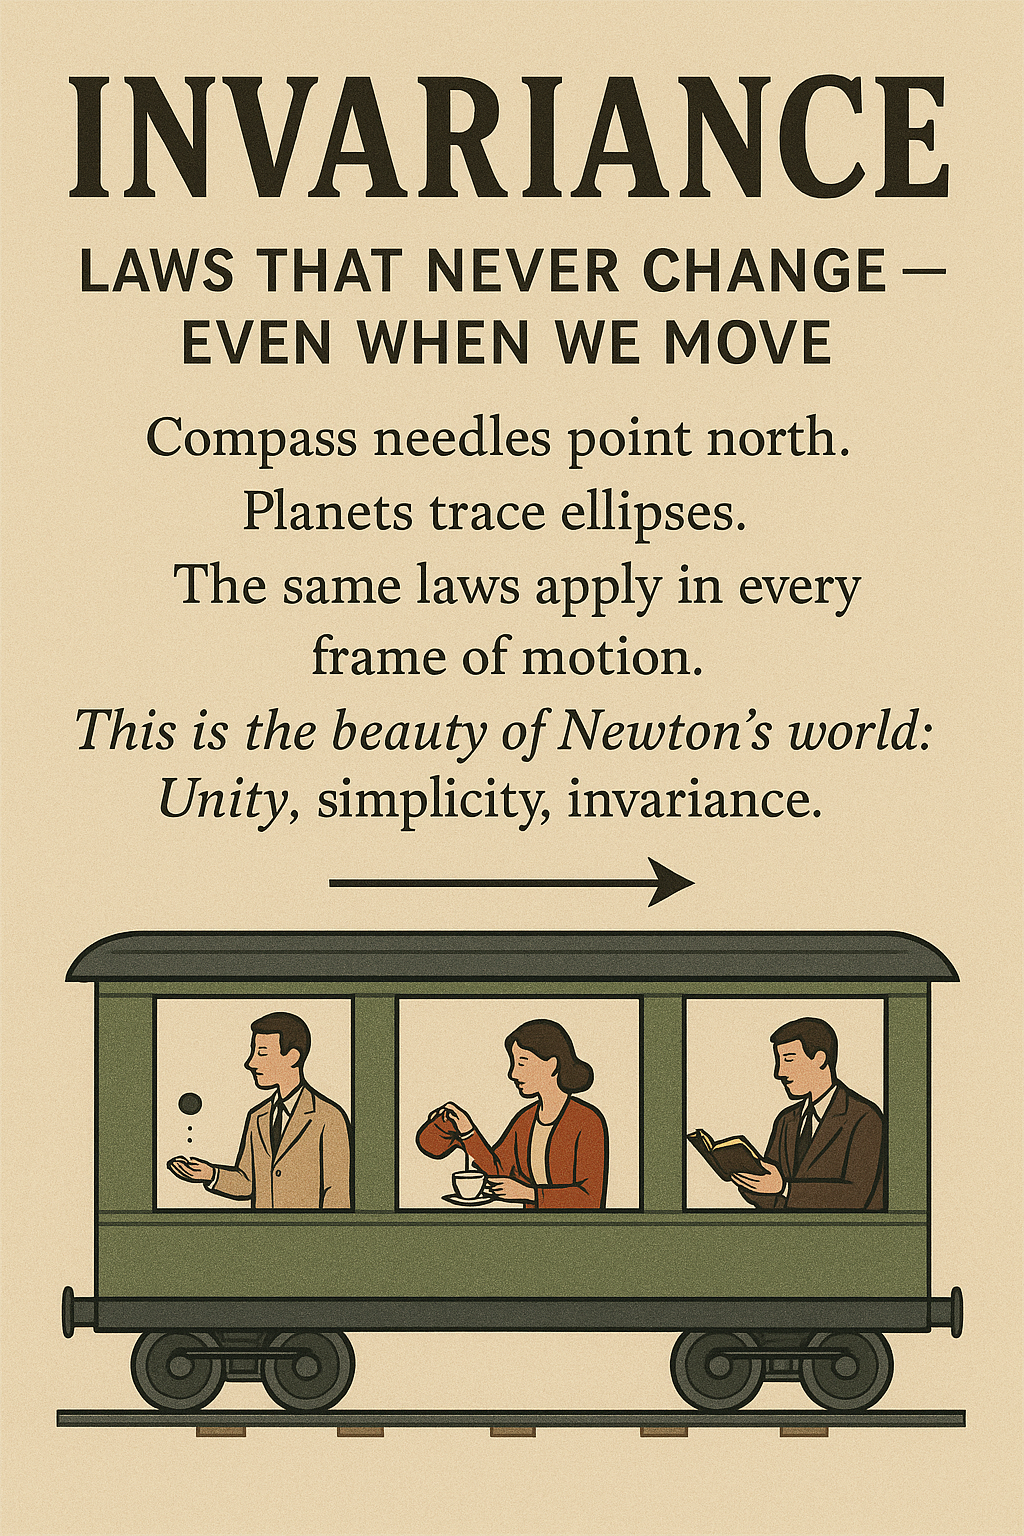 INVARIANCE
LAWS THAT NEVER CHANGE —
EVEN WHEN WE MOVE
Compass needles point north.
Planets trace ellipses.
The same laws apply in every
frame of motion.
This is the beauty of Newton's world:
Unity, simplicity, invariance.